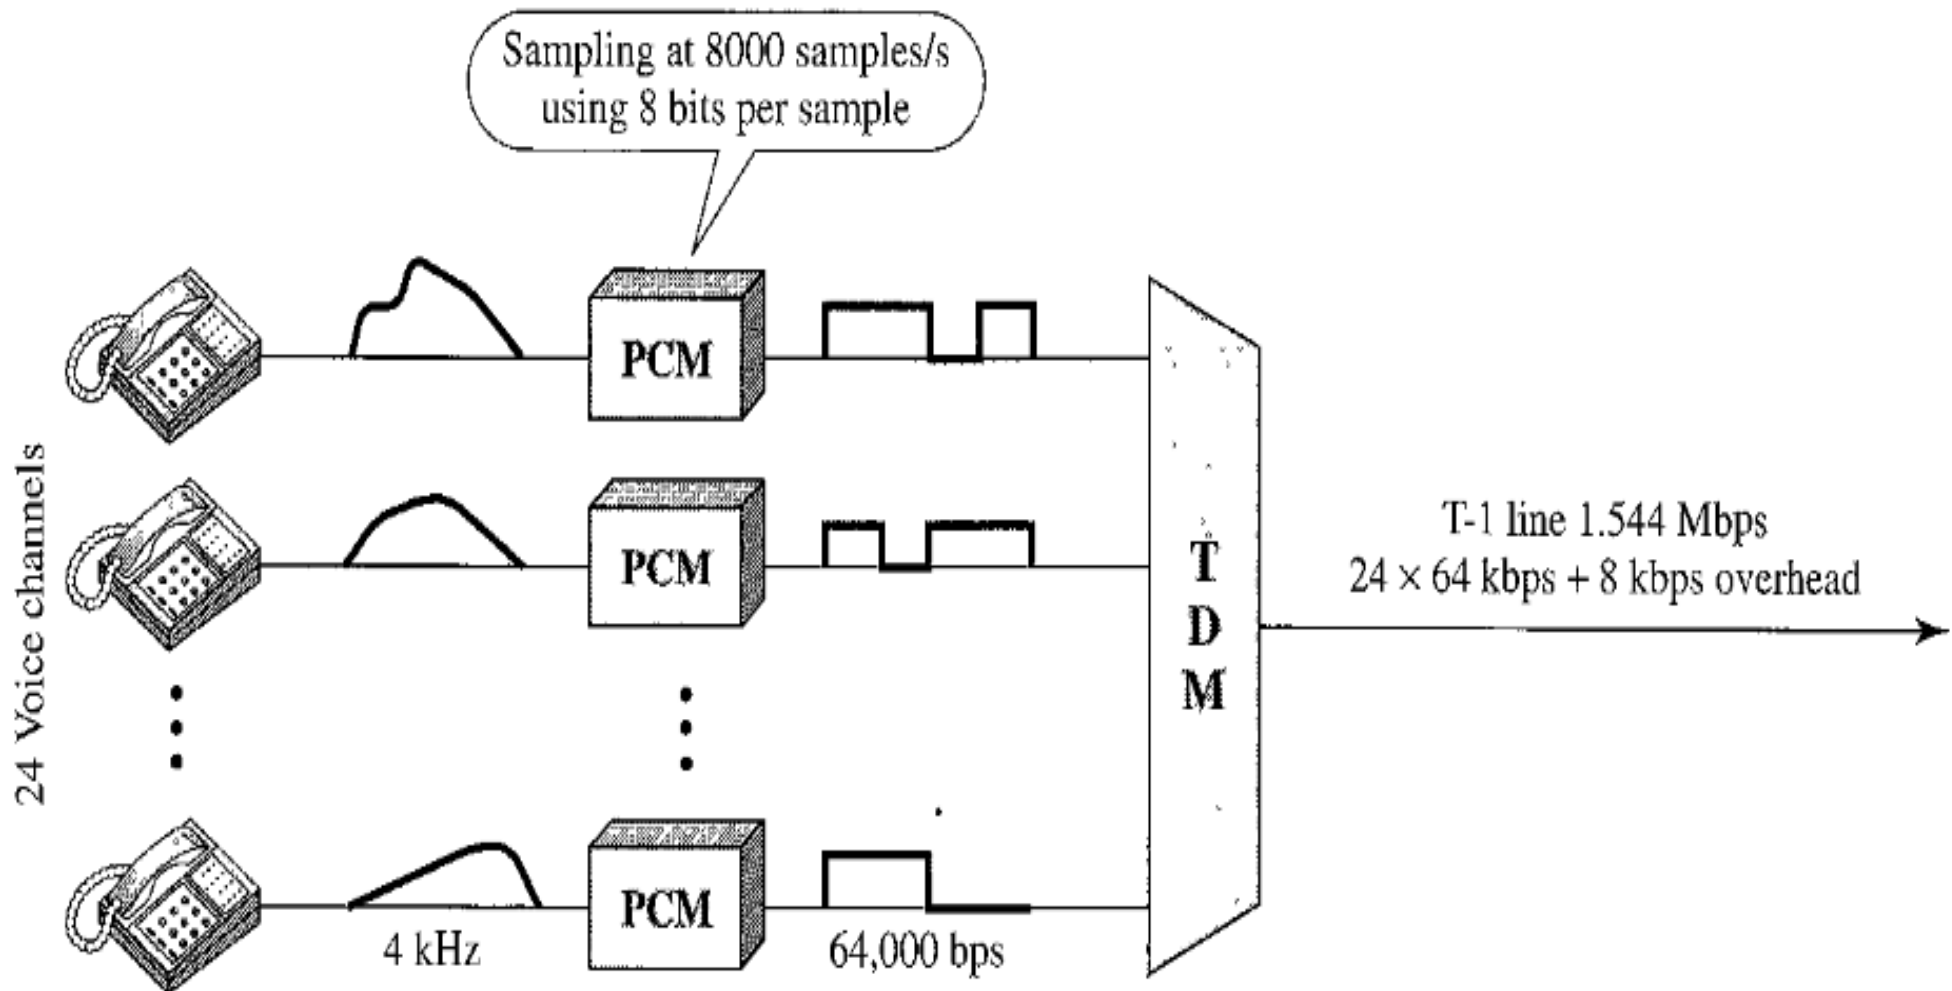 Sampling at 8000 samples/s
using 8 bits per sample
24 Voice channels
PCM
PCM
PCM
4 kHz
64,000 bps
T
D
M
T-1 line 1.544 Mbps
24 × 64 kbps + 8 kbps overhead